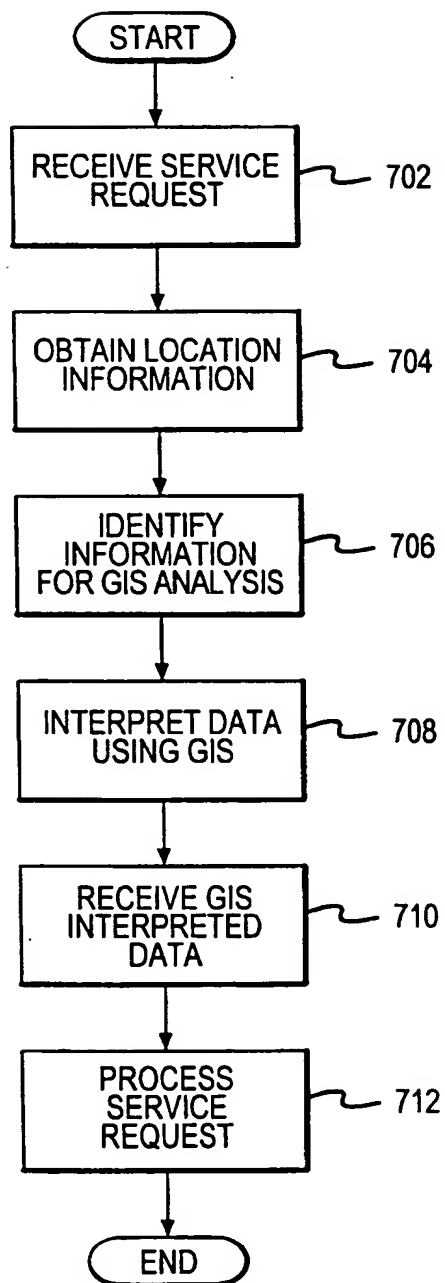 START
RECEIVE SERVICE
REQUEST
702
OBTAIN LOCATION
INFORMATION
704
IDENTIFY
INFORMATION
FOR GIS ANALYSIS
706
INTERPRET DATA
USING GIS
708
RECEIVE GIS
INTERPRETED
DATA
710
PROCESS
SERVICE
REQUEST
712
END